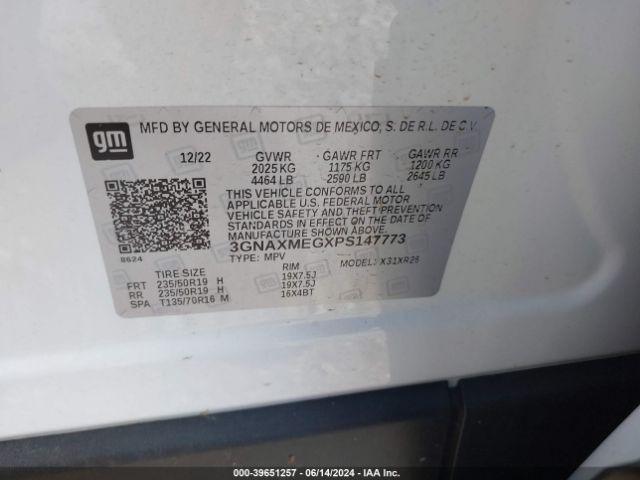 gm
MFD BY GENERAL MOTORS DE MEXICO, S. DE R.L. DE C.V.
12/22 GVWR GAWR FRT GAWR RR
2025 KG 1175 KG 1200 KG
4464 LB 2590 LB 2645 LB
THIS VEHICLE CONFORMS TO ALL
APPLICABLE U.S. FEDERAL MOTOR
VEHICLE SAFETY AND THEFT PREVENTION
STANDARDS IN EFFECT ON THE DATE OF
MANUFACTURE SHOWN ABOVE.
3GNAXMEGXPS147773
8624
TYPE: MPV MODEL: X31XR26
TIRE SIZE RIM
FRT 235/50R19 H 19X7.5J
RR 235/50R19 H 19X7.5J
SPA T135/70R16 M 16X4BT
000-39651257 - 06/14/2024 - IAA Inc.